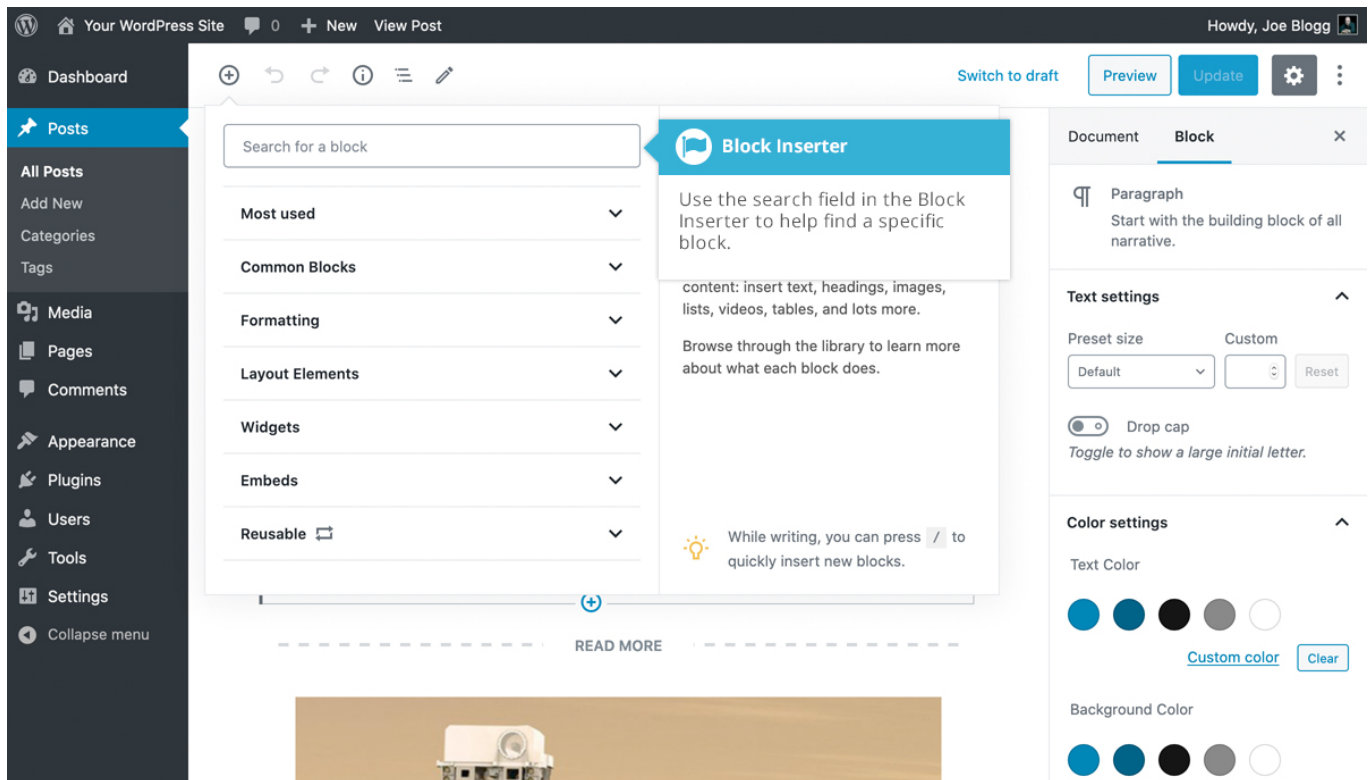 Your WordPress Site 0 New View Post Howdy, Joe Blogg
Dashboard
Posts
All Posts
Add New
Categories
Tags
Media
Pages
Comments
Appearance
Plugins
Users
Tools
Settings
Collapse menu
Switch to draft Preview Update
Search for a block
Most used
Common Blocks
Formatting
Layout Elements
Widgets
Embeds
Reusable
Block Inserter
Use the search field in the Block
Inserter to help find a specific
block.
content: insert text, headings, images,
lists, videos, tables, and lots more.
Browse through the library to learn more
about what each block does.
While writing, you can press / to
quickly insert new blocks.
READ MORE
Document Block
Paragraph
Start with the building block of all
narrative.
Text settings
Preset size Custom
Default Reset
Drop cap
Toggle to show a large initial letter.
Color settings
Text Color
Custom color Clear
Background Color